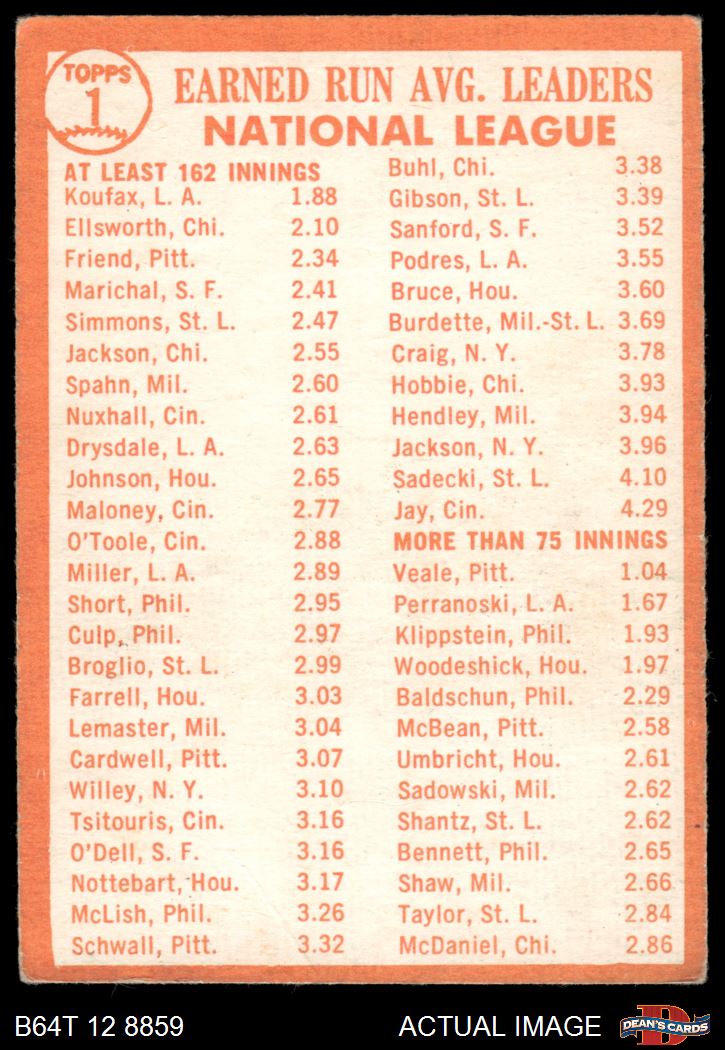 TOPPS
1
EARNED RUN AVG. LEADERS
NATIONAL LEAGUE
AT LEAST 162 INNINGS
Koufax, L. A. 1.88
Ellsworth, Chi. 2.10
Friend, Pitt. 2.34
Marichal, S. F. 2.41
Simmons, St. L. 2.47
Jackson, Chi. 2.55
Spahn, Mil. 2.60
Nuxhall, Cin. 2.61
Drysdale, L. A. 2.63
Johnson, Hou. 2.65
Maloney, Cin. 2.77
O'Toole, Cin. 2.88
Miller, L. A. 2.89
Short, Phil. 2.95
Culp, Phil. 2.97
Broglio, St. L. 2.99
Farrell, Hou. 3.03
Lemaster, Mil. 3.04
Cardwell, Pitt. 3.07
Willey, N. Y. 3.10
Tsitouris, Cin. 3.16
O'Dell, S. F. 3.16
Nottebart, Hou. 3.17
McLish, Phil. 3.26
Schwall, Pitt. 3.32
Buhl, Chi. 3.38
Gibson, St. L. 3.39
Sanford, S. F. 3.52
Podres, L. A. 3.55
Bruce, Hou. 3.60
Burdette, Mil.-St. L. 3.69
Craig, N. Y. 3.78
Hobbie, Chi. 3.93
Hendley, Mil. 3.94
Jackson, N. Y. 3.96
Sadecki, St. L. 4.10
Jay, Cin. 4.29
MORE THAN 75 INNINGS
Veale, Pitt. 1.04
Perranoski, L. A. 1.67
Klippstein, Phil. 1.93
Woodeshick, Hou. 1.97
Baldschun, Phil. 2.29
McBean, Pitt. 2.58
Umbricht, Hou. 2.61
Sadowski, Mil. 2.62
Shantz, St. L. 2.62
Bennett, Phil. 2.65
Shaw, Mil. 2.66
Taylor, St. L. 2.84
McDaniel, Chi. 2.86
B64T 12 8859
ACTUAL IMAGE
D
DEAN'S CARDS